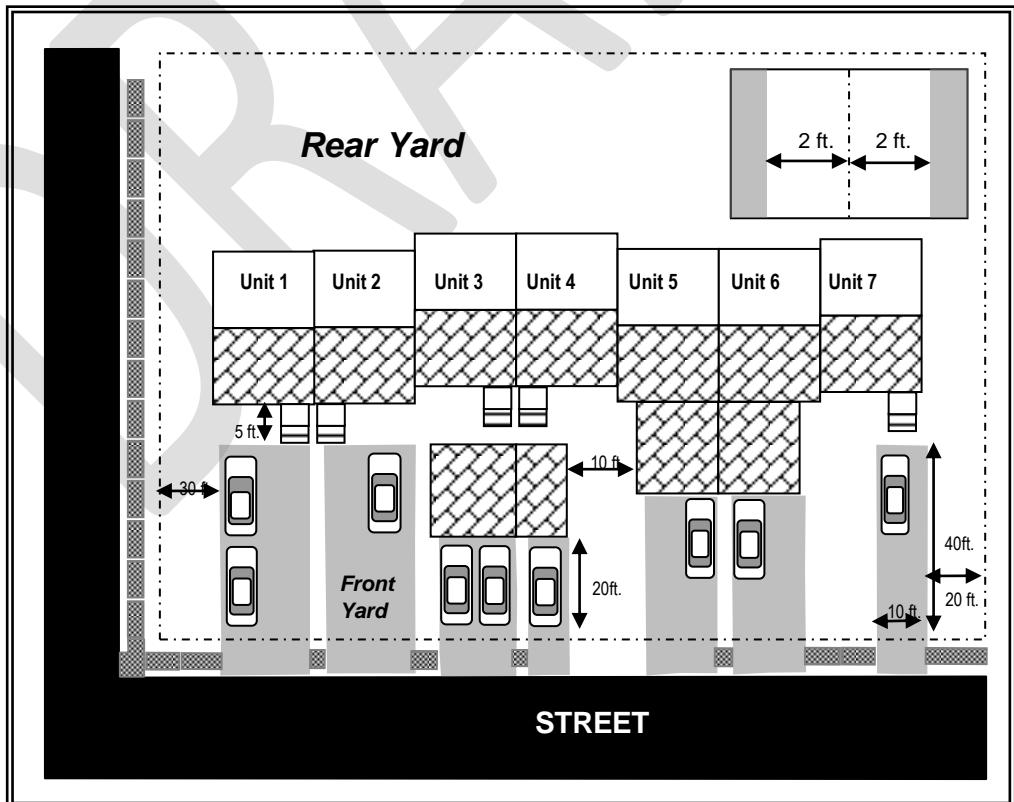 Rear Yard
2 ft. 2 ft.
Unit 1 Unit 2 Unit 3 Unit 4 Unit 5 Unit 6 Unit 7
5 ft.
10 ft.
30 ft.
Front
Yard
20ft.
40ft.
20 ft.
10 ft.
STREET
DRA